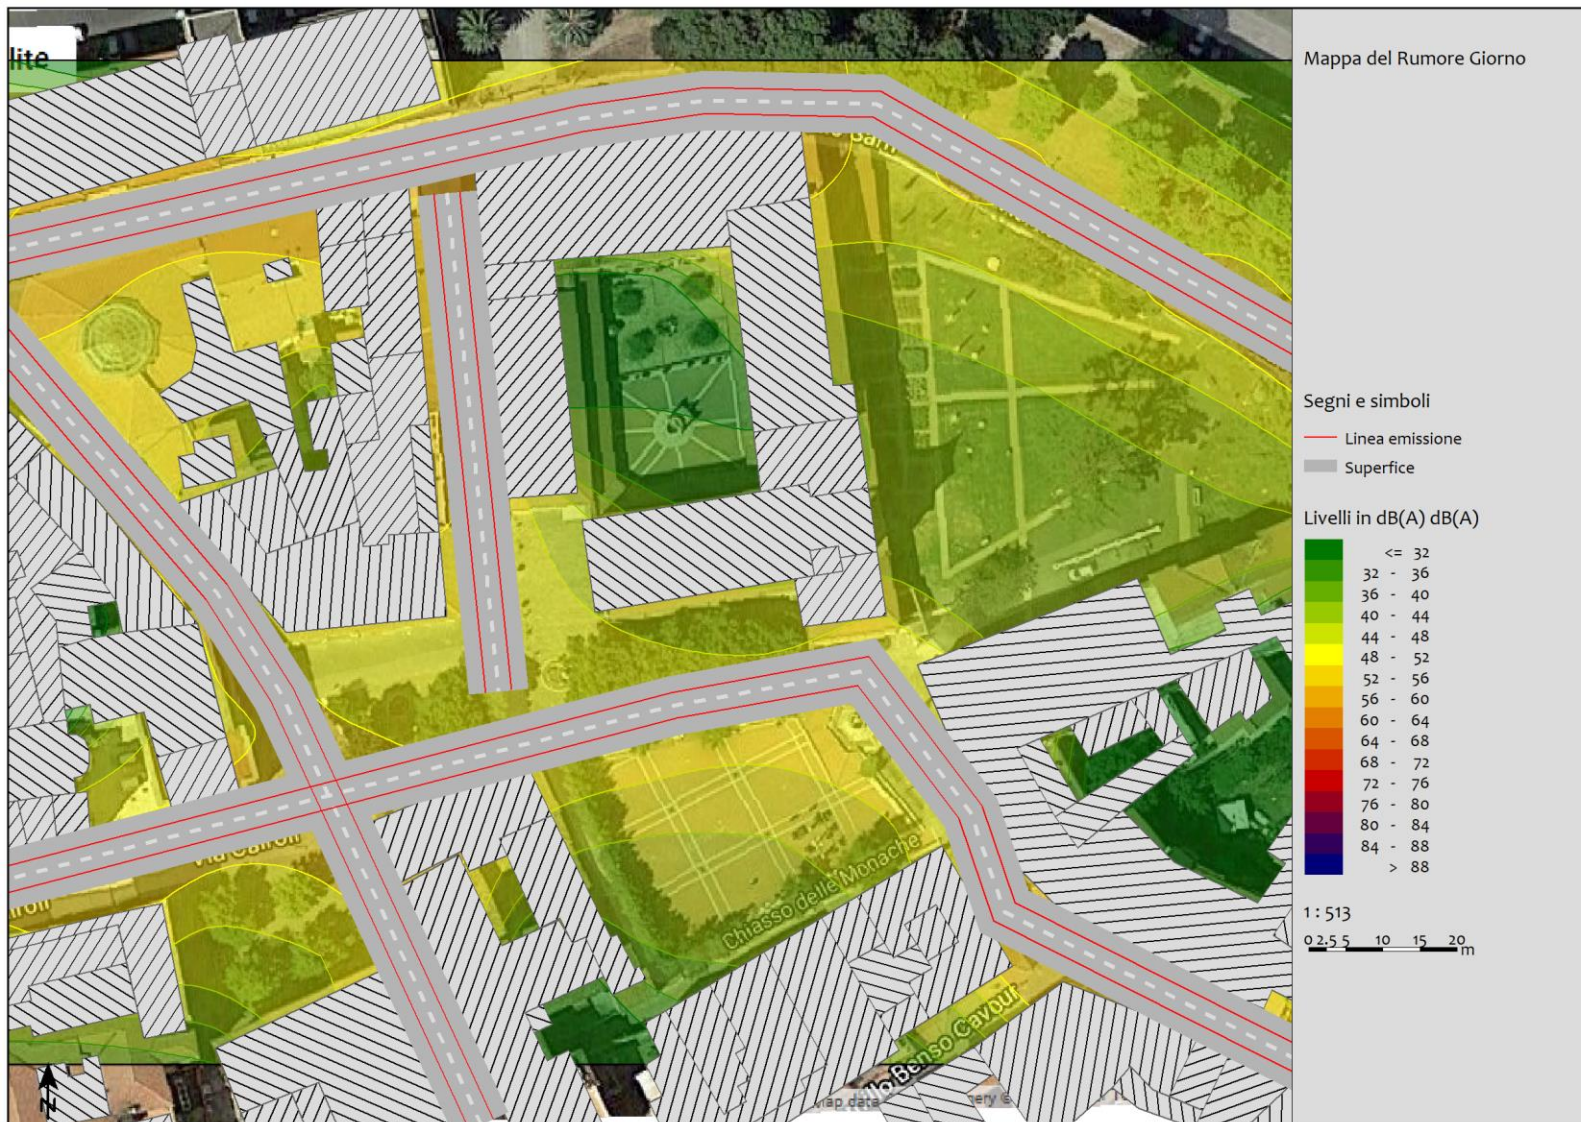 lite
Bari
Via Cairoli
Chiasso delle Monache
Benso Cavour
Map data
N
Mappa del Rumore Giorno
Segni e simboli
Linea emissione
Superfice
Livelli in dB(A) dB(A)
<= 32
32 - 36
36 - 40
40 - 44
44 - 48
48 - 52
52 - 56
56 - 60
60 - 64
64 - 68
68 - 72
72 - 76
76 - 80
80 - 84
84 - 88
> 88
1 : 513
0 2.5 5 10 15 20
m